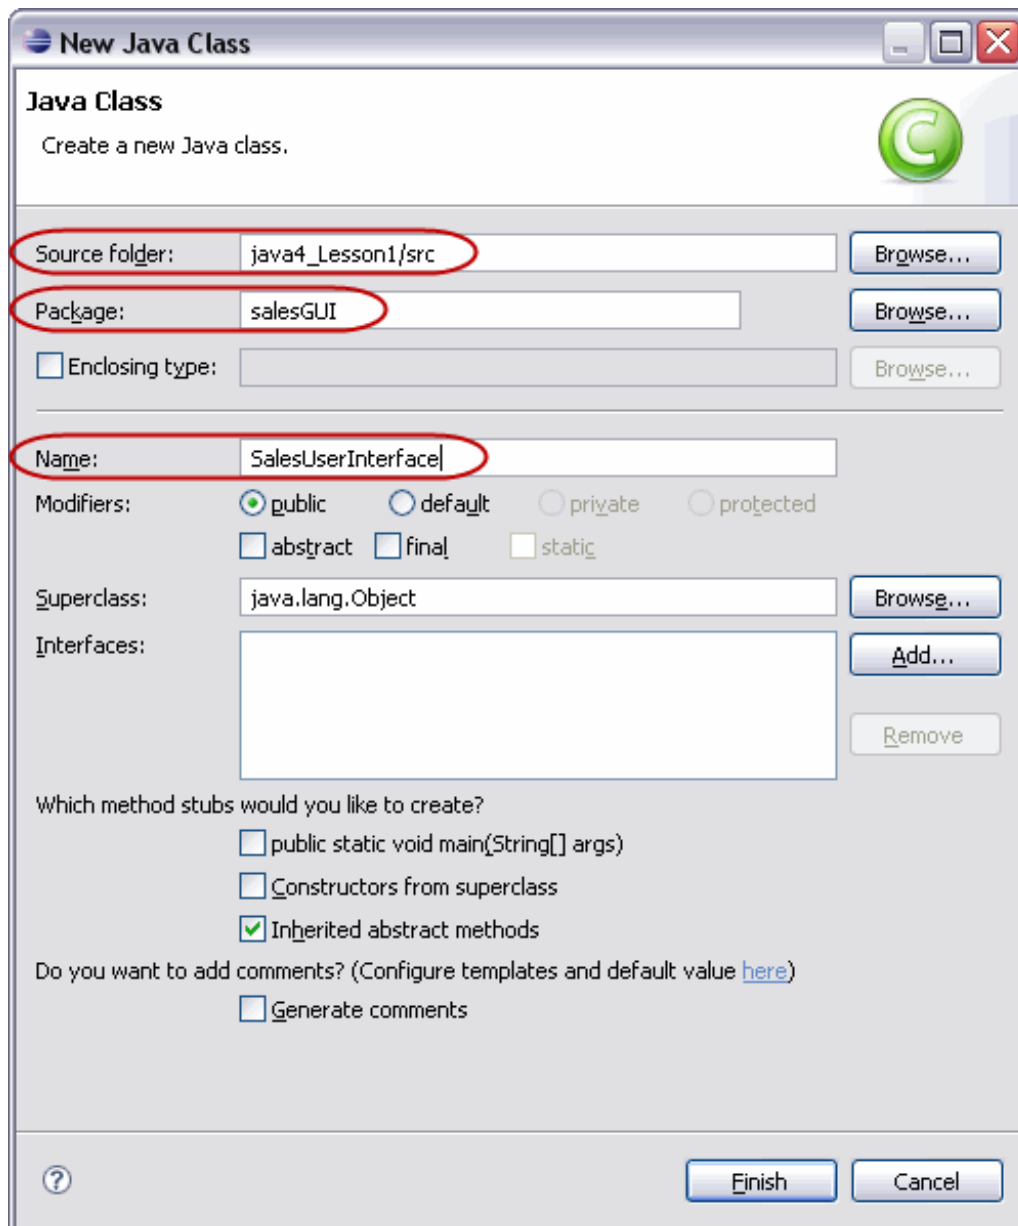 New Java Class
Java Class
Create a new Java class.
C
Source folder: java4_Lesson1/src Browse...
Package: salesGUI Browse...
Enclosing type: Browse...
Name: SalesUserInterface
Modifiers: public default private protected
abstract final static
Superclass: java.lang.Object Browse...
Interfaces: Add...
Remove
Which method stubs would you like to create?
public static void main(String[] args)
Constructors from superclass
Inherited abstract methods
Do you want to add comments? (Configure templates and default value here)
Generate comments
? Finish Cancel